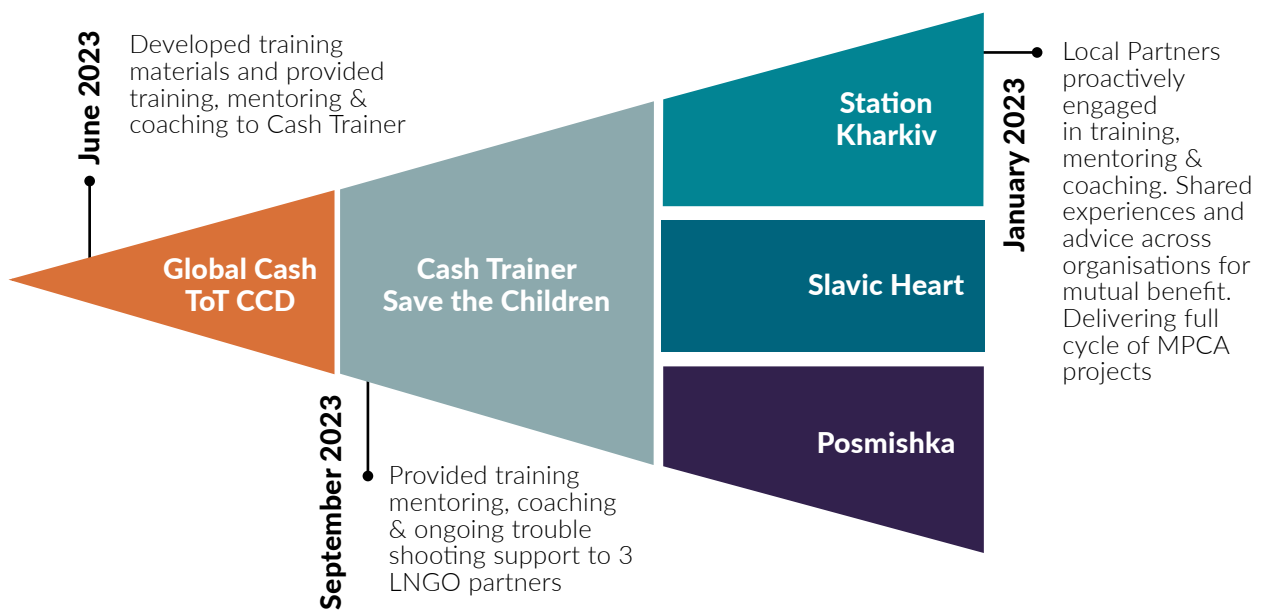 June 2023
Developed training
materials and provided
training, mentoring &
coaching to Cash Trainer
Global Cash
ToT CCD
Cash Trainer
Save the Children
September 2023
Provided training
mentoring, coaching
& ongoing trouble
shooting support to 3
LNGO partners
Station
Kharkiv
Slavic Heart
Posmishka
January 2023
Local Partners
proactively
engaged
in training,
mentoring &
coaching. Shared
experiences and
advice across
organisations for
mutual benefit.
Delivering full
cycle of MPCA
projects